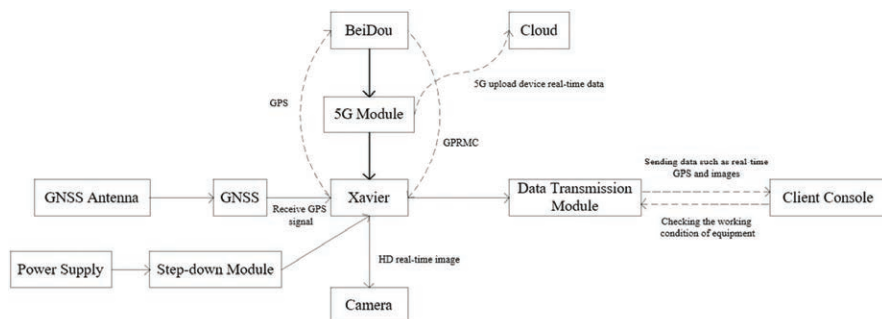 BeiDou
Cloud
5G upload device real-time data
GPS
5G Module
GPRMC
Sending data such as real-time
GPS and images
GNSS Antenna
GNSS
Receive GPS
signal
Xavier
Data Transmission
Module
Client Console
Checking the working
condition of equipment
Power Supply
Step-down Module
HD real-time image
Camera